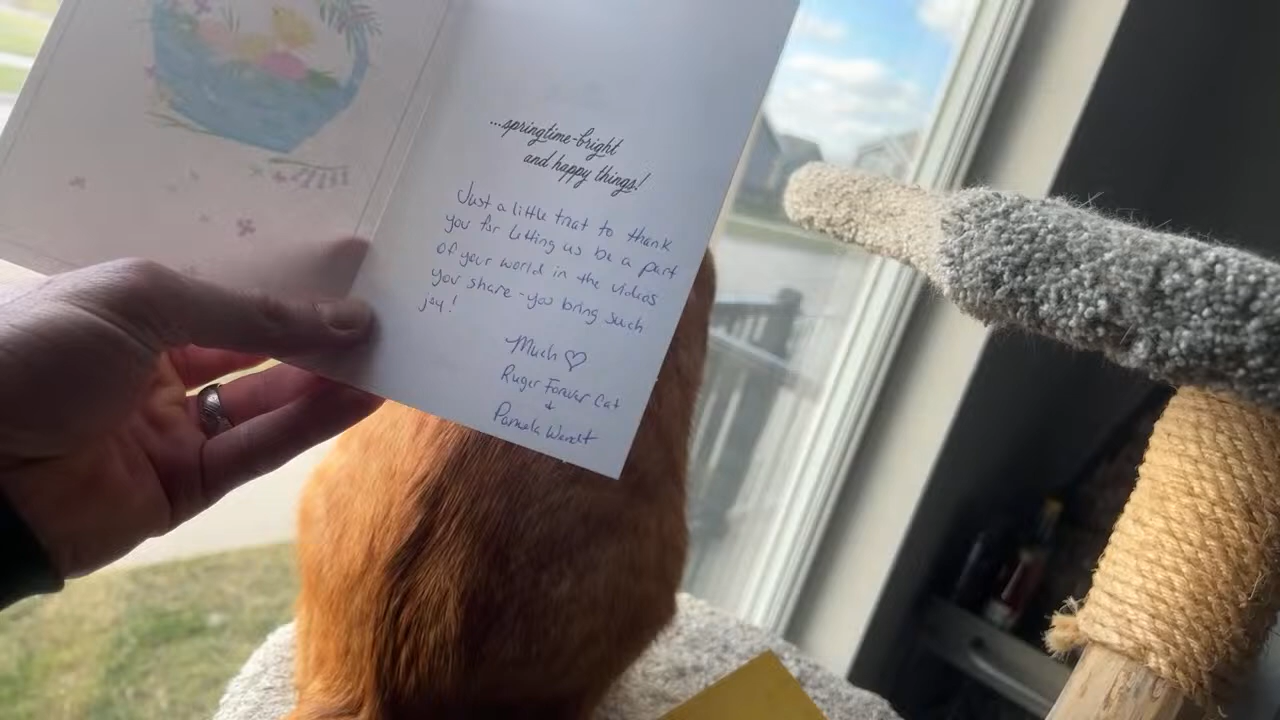 ...springtime-bright
and happy things!
Just a little treat to thank
you for letting us be a part
of your world in the videos
you share - you bring such
joy!
Much ♡
Ruger Forever Cat
+
Pamela Wendt